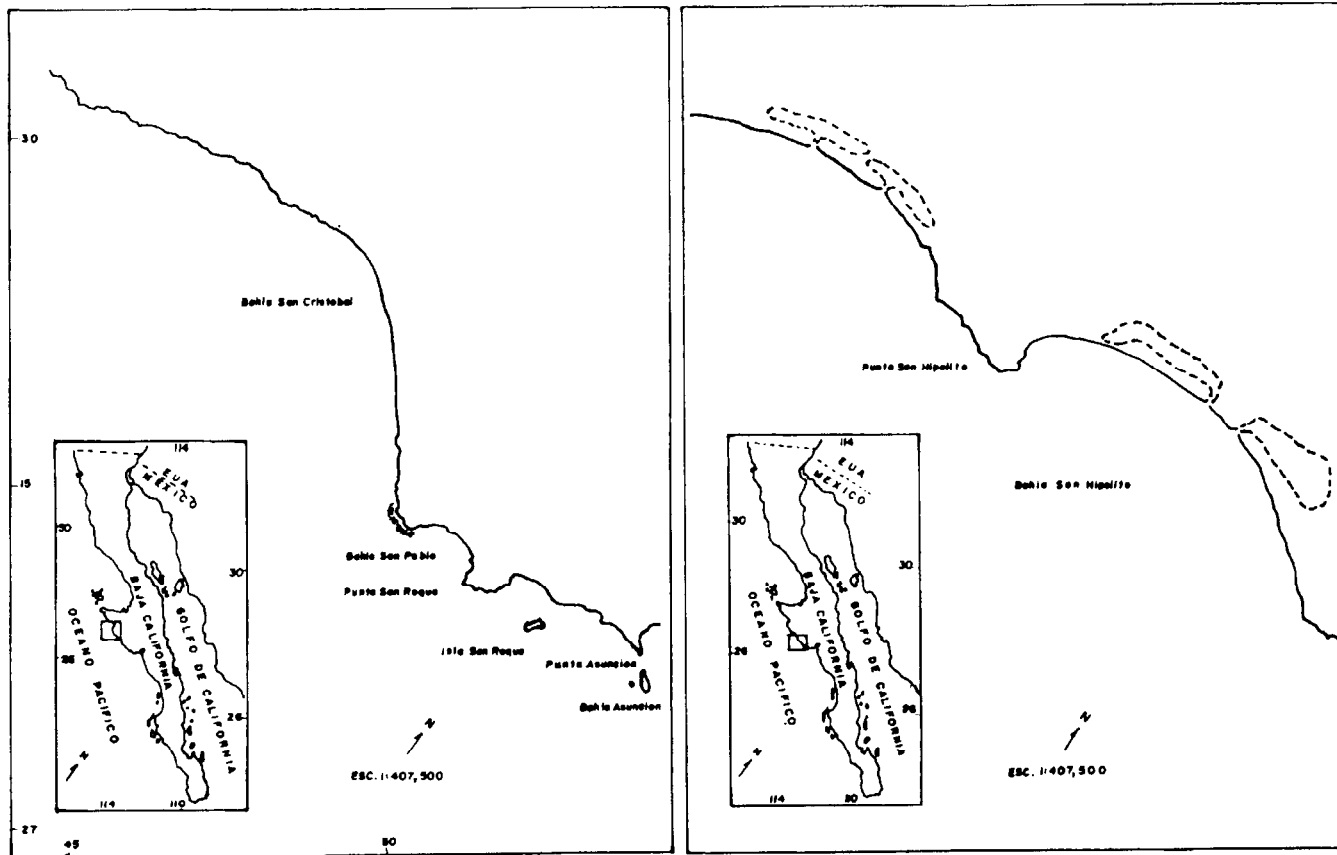 30
Bahia San Cristobal
15
Bahia San Pablo
Punta San Roque
Isla San Roque
Punta Asuncion
Bahia Asuncion
N
ESC. 1:407,500
27
45
50
114
EUA
MEXICO
30
30
BAJA CALIFORNIA
GOLFO DE CALIFORNIA
OCEANO PACIFICO
26
N
114
110
Punta San Hipolito
Bahia San Hipolito
N
ESC. 1:407,500
114
EUA
MEXICO
30
30
BAJA CALIFORNIA
GOLFO DE CALIFORNIA
OCEANO PACIFICO
26
N
114